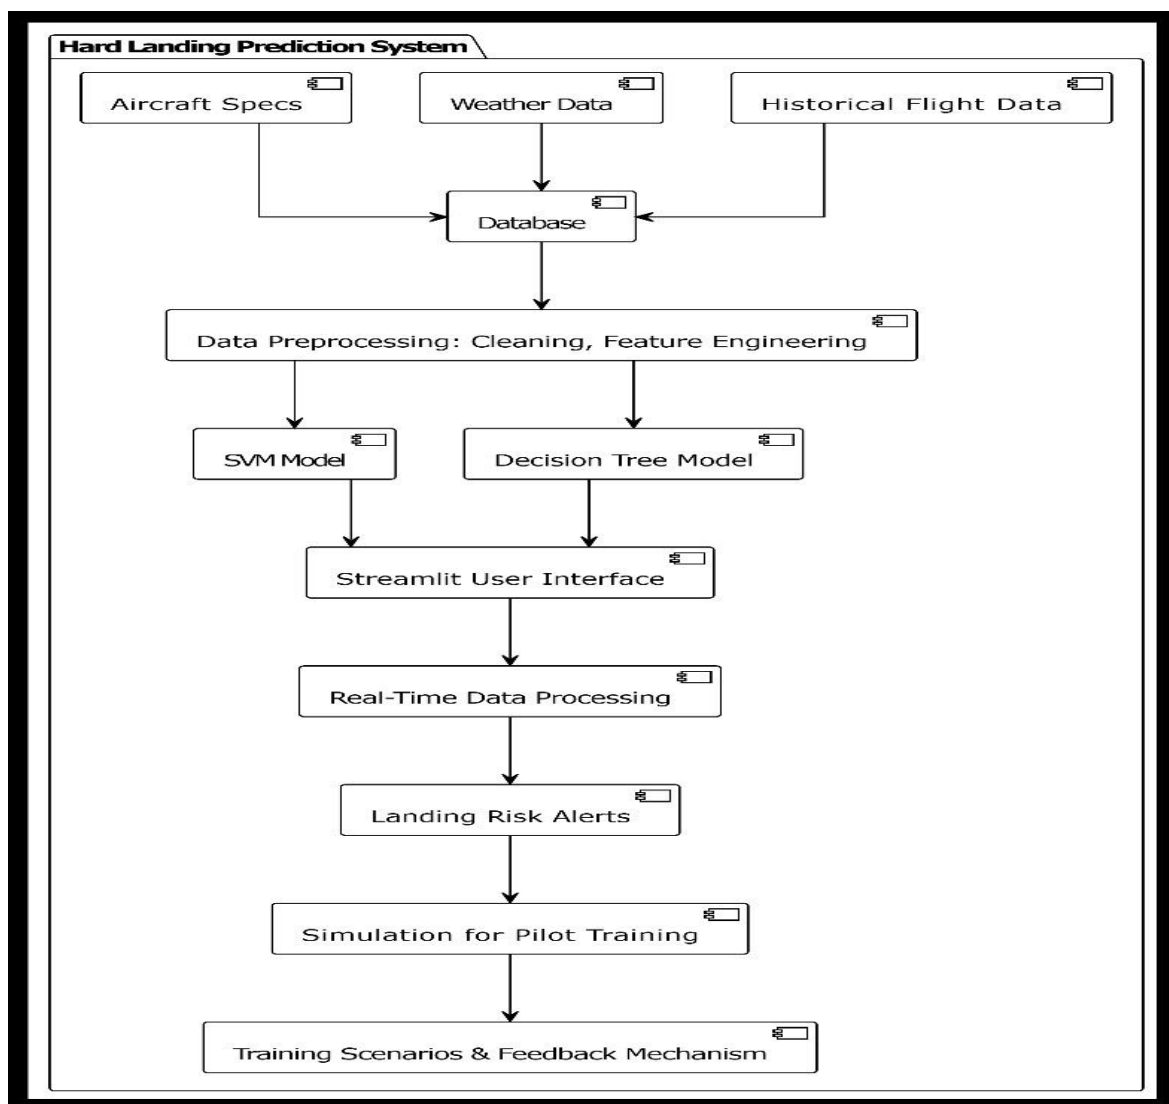 Hard Landing Prediction System
Aircraft Specs
Weather Data
Historical Flight Data
Database
Data Preprocessing: Cleaning, Feature Engineering
SVM Model
Decision Tree Model
Streamlit User Interface
Real-Time Data Processing
Landing Risk Alerts
Simulation for Pilot Training
Training Scenarios & Feedback Mechanism